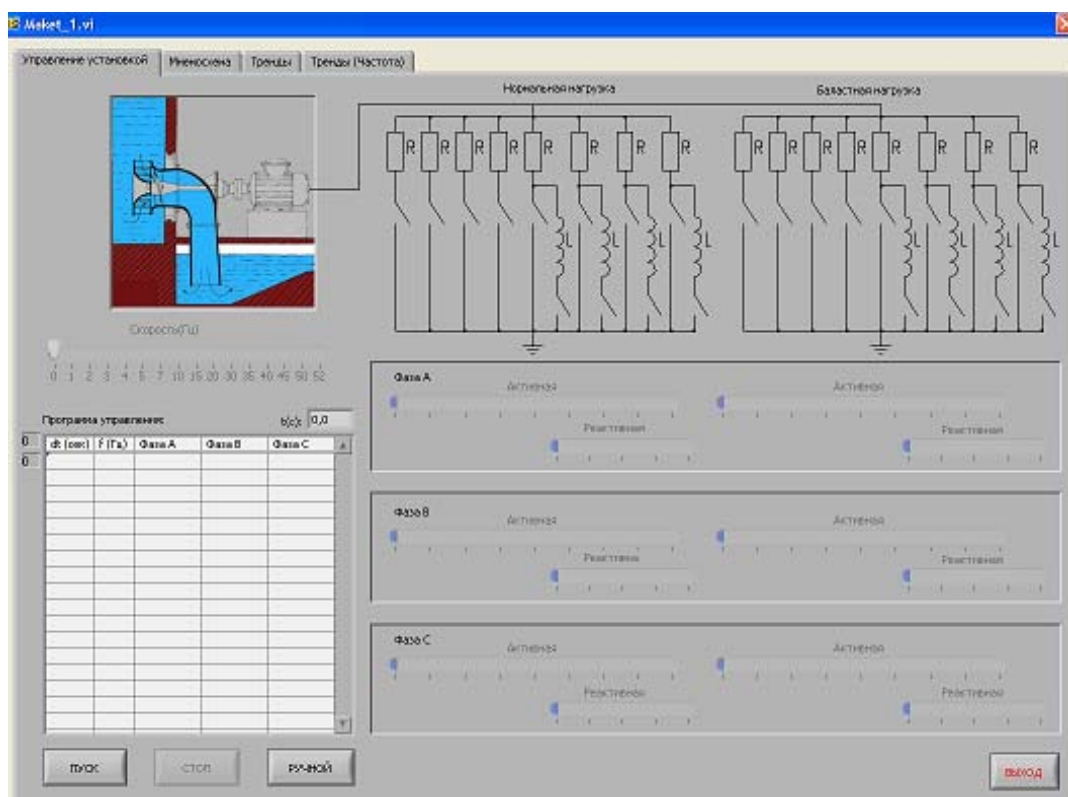 Maket_1.vi
Управление установкой Мнемосхема Тренды Тренды (Частота)
Нормальная нагрузка Баластная нагрузка
R R R R R R R R R R R R R R R R
L L L L L L L L
Скорость(Гц)
0 1 2 3 4 5 7 10 15 20 30 35 40 45 50 52
Программа управления: t(c): 0,0
0 dt (сек) f (Гц) Фаза A Фаза B Фаза C
0
Фаза A
Активная Активная
Реактивная Реактивная
Фаза B
Активная Активная
Реактивная Реактивная
Фаза C
Активная Активная
Реактивная Реактивная
ПУСК СТОП РУЧНОЙ
ВЫХОД